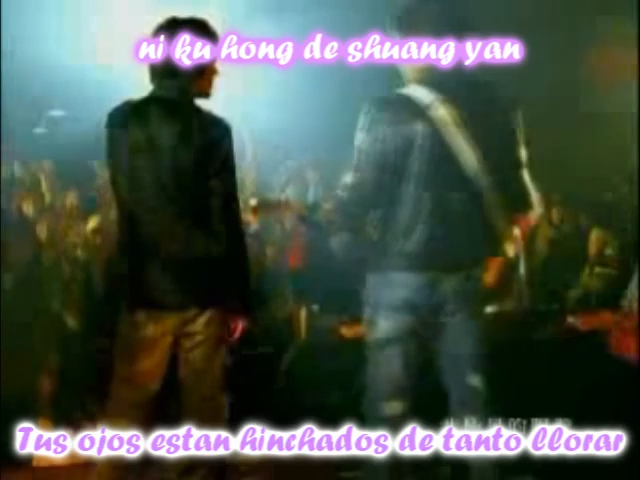 ni ku hong de shuang yan
Tus ojos estan hinchados de tanto llorar